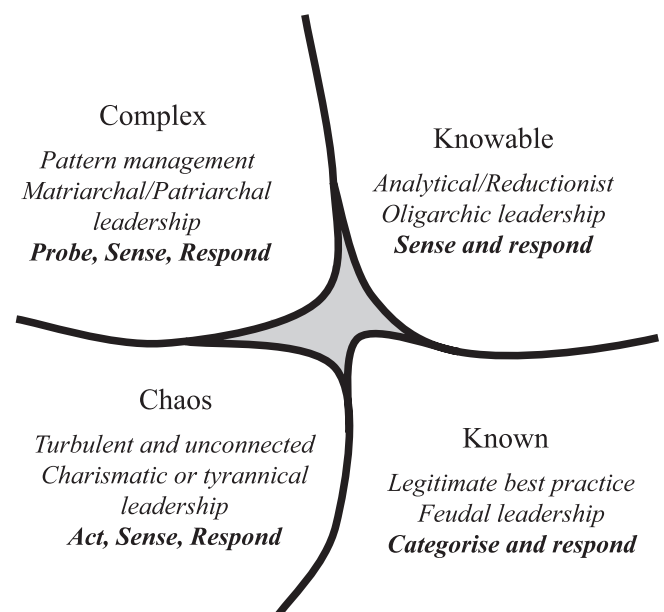 Complex
Pattern management
Matriarchal/Patriarchal
leadership
Probe, Sense, Respond
Knowable
Analytical/Reductionist
Oligarchic leadership
Sense and respond
Chaos
Turbulent and unconnected
Charismatic or tyrannical
leadership
Act, Sense, Respond
Known
Legitimate best practice
Feudal leadership
Categorise and respond